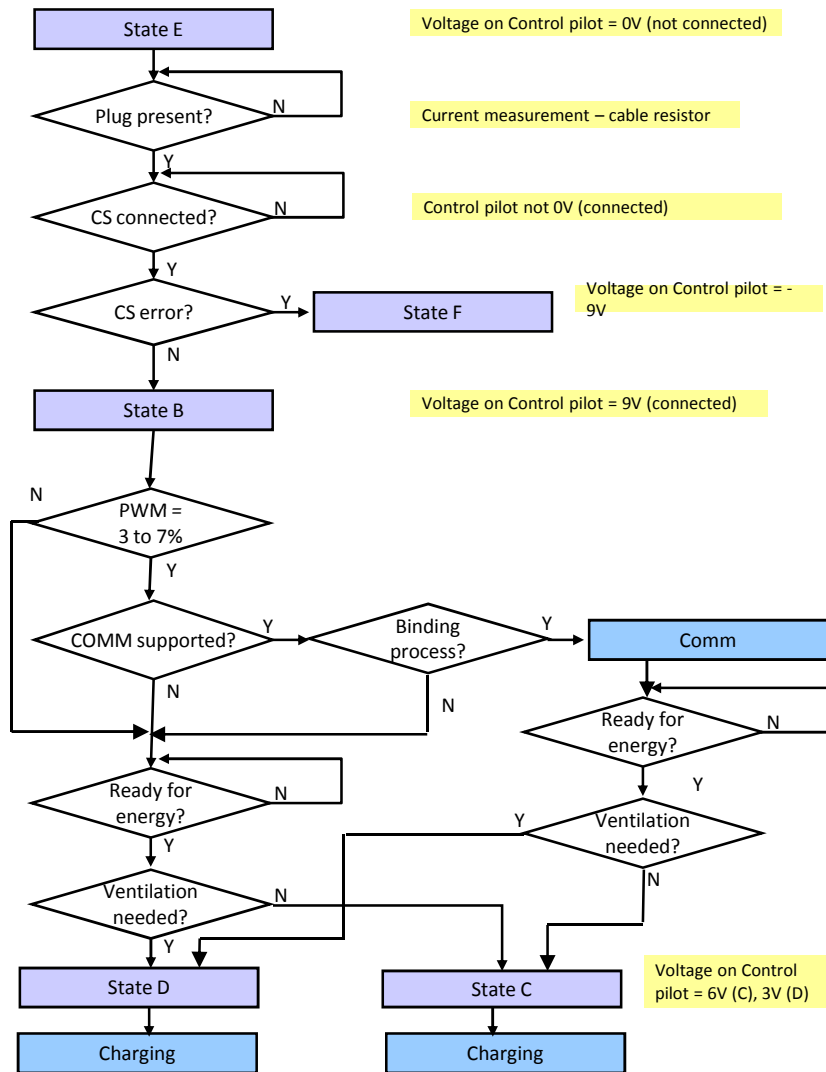 State E
Voltage on Control pilot = 0V (not connected)
Plug present?
N
Current measurement – cable resistor
Y
CS connected?
N
Control pilot not 0V (connected)
Y
CS error?
Y
State F
Voltage on Control pilot = -
9V
N
State B
Voltage on Control pilot = 9V (connected)
N
PWM =
3 to 7%
Y
COMM supported?
Y
Binding
process?
Y
Comm
N
N
Ready for
energy?
N
Ready for
energy?
N
Y
Y
Ventilation
needed?
Y
N
Ventilation
needed?
N
Y
State D
State C
Voltage on Control
pilot = 6V (C), 3V (D)
Charging
Charging